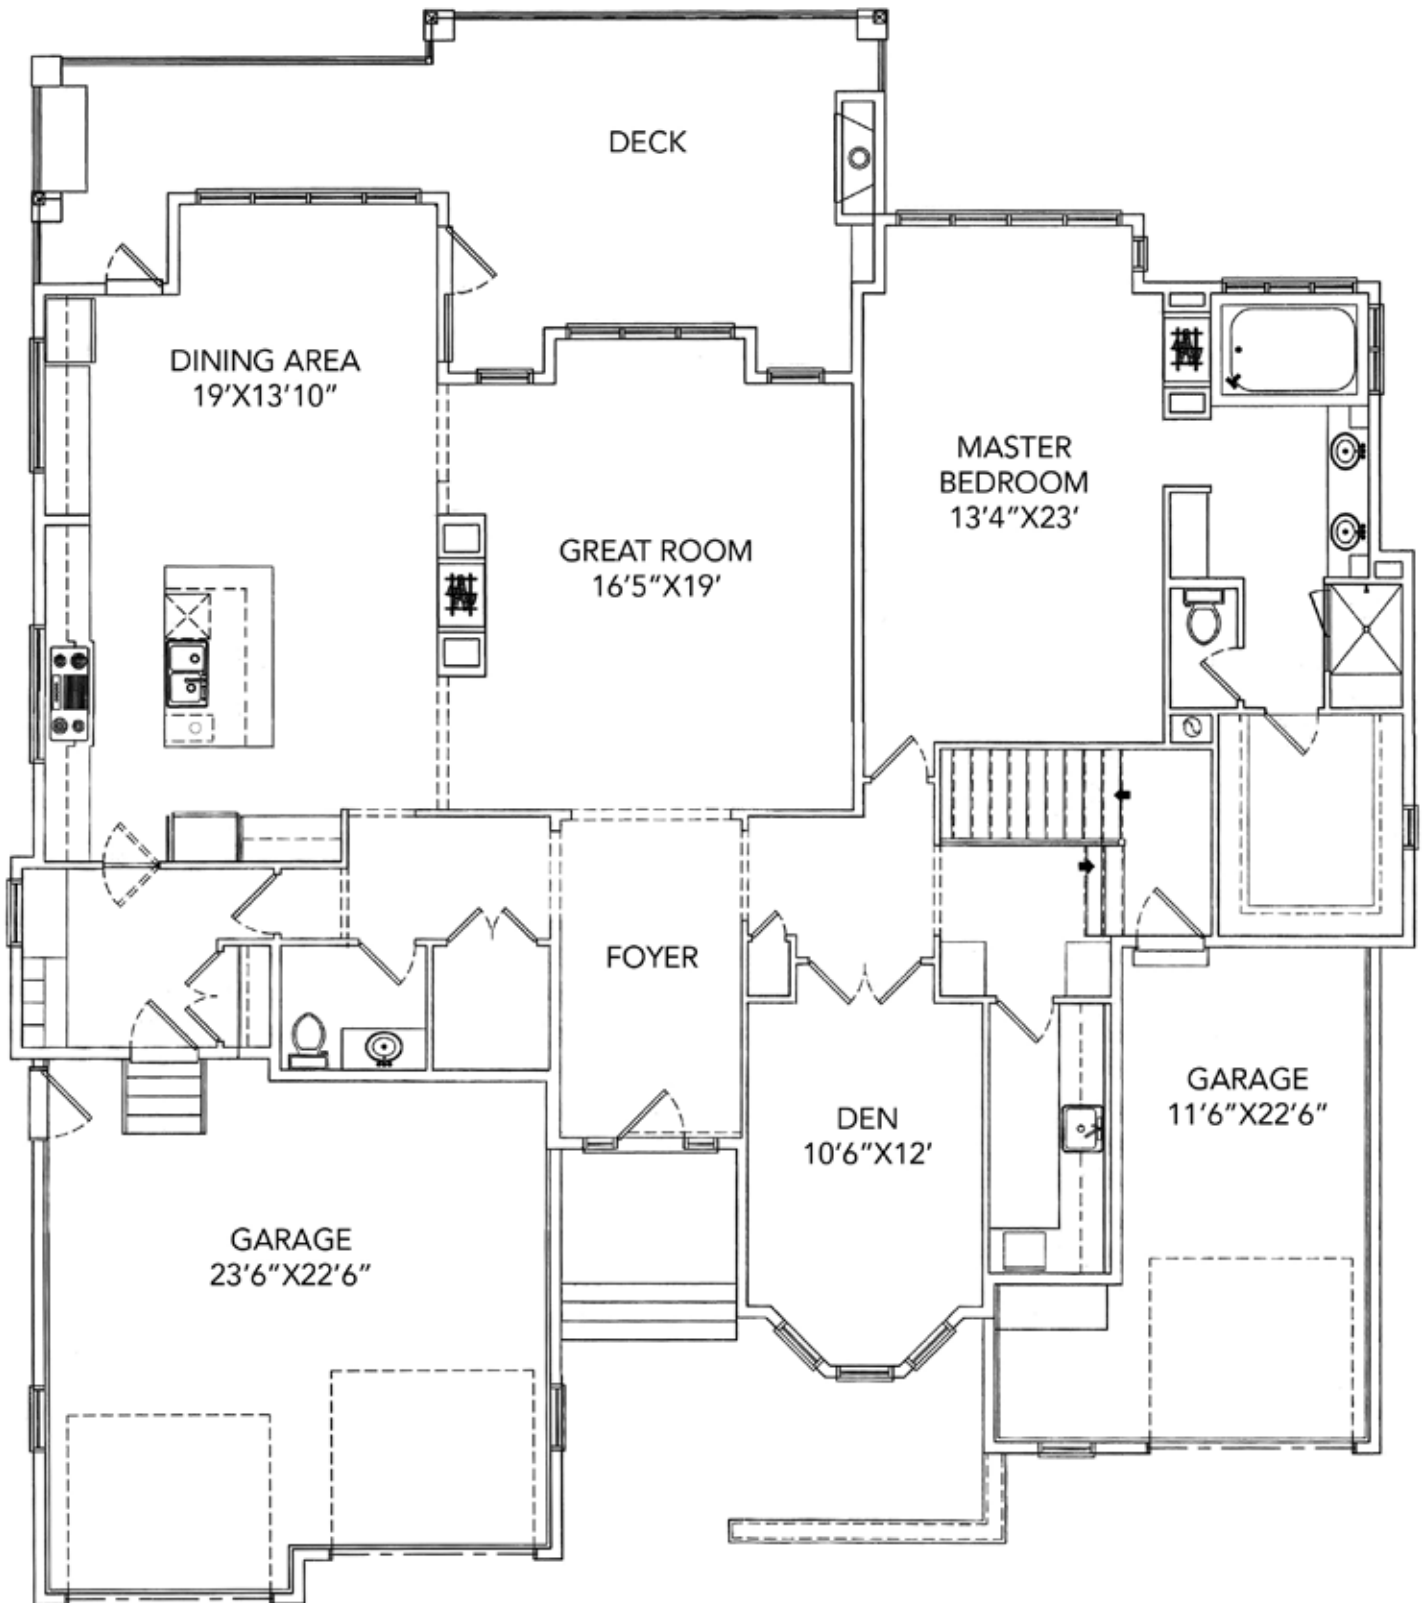 DECK
DINING AREA
19'X13'10"
MASTER
BEDROOM
13'4"X23'
GREAT ROOM
16'5"X19'
FOYER
GARAGE
11'6"X22'6"
DEN
10'6"X12'
GARAGE
23'6"X22'6"